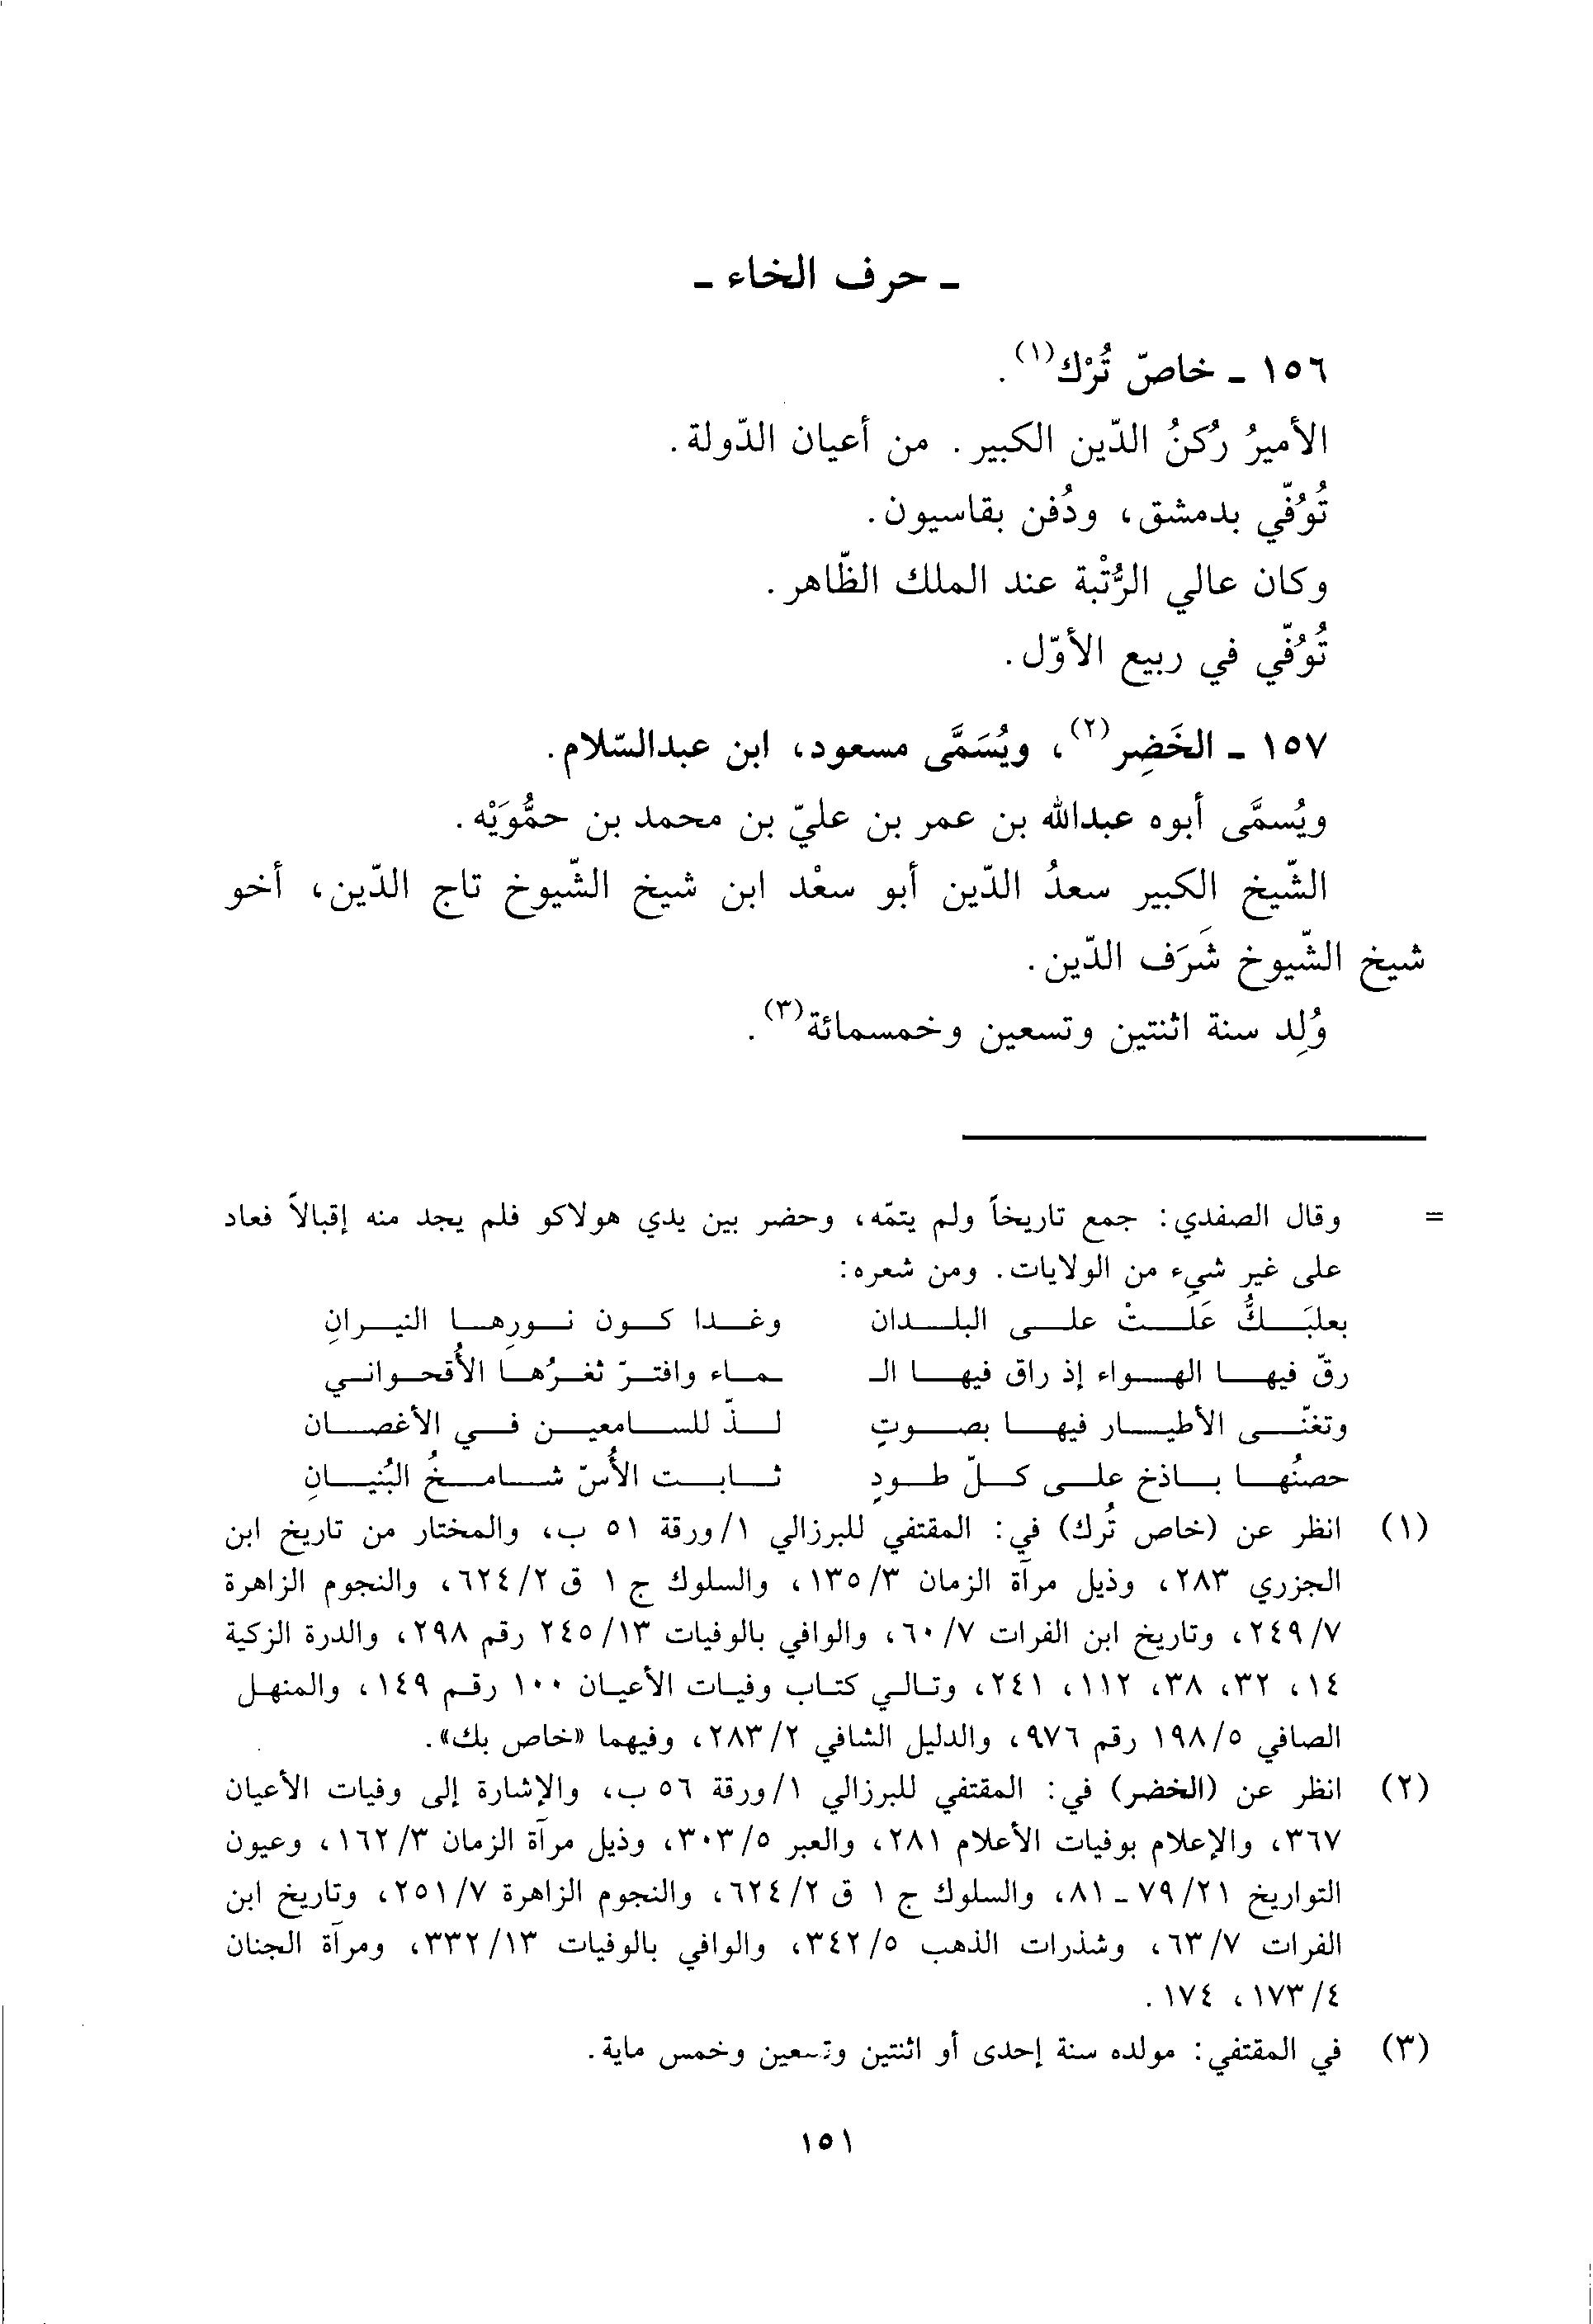 ـ حرف الخاء ـ
١٥٦ ـ خاصّ تُرْك(١).
الأميرُ رُكنُ الدّين الكبير. من أعيان الدّولة.
تُوُفّي بدمشق، ودُفن بقاسيون.
وكان عالي الرُّتْبة عند الملك الظّاهر.
تُوُفّي في ربيع الأوّل.
١٥٧ ـ الخَضِر(٢)، ويُسَمَّى مسعود، ابن عبدالسّلام.
ويُسمَّى أبوه عبدالله بن عمر بن عليّ بن محمد بن حمُّوَيْه.
الشّيخ الكبير سعدُ الدّين أبو سعْد ابن شيخ الشّيوخ تاج الدّين، أخو
شيخ الشّيوخ شَرَف الدّين.
وُلِد سنة اثنتين وتسعين وخمسمائة(٣).
= وقال الصفدي: جمع تاريخاً ولم يتمّه، وحضر بين يدي هولاكو فلم يجد منه إقبالاً فعاد
على غير شيء من الولايات. ومن شعره:
بعلبَكُّ عَلَتْ على البلدان وغدا كون نورِها النيرانِ
رقّ فيها الهواء إذ راق فيها الـ ـماء وافترّ ثغرُها الأُقحواني
وتغنّى الأطيار فيها بصوتٍ لذّ للسامعين في الأغصان
حصنُها باذخ على كلّ طودٍ ثابت الأُسّ شامخُ البُنيانِ
(١) انظر عن (خاص تُرك) في: المقتفي للبرزالي ١/ورقة ٥١ ب، والمختار من تاريخ ابن
الجزري ٢٨٣، وذيل مرآة الزمان ٣/١٣٥، والسلوك ج ١ ق ٢/٦٢٤، والنجوم الزاهرة
٧/٢٤٩، وتاريخ ابن الفرات ٧/٦٠، والوافي بالوفيات ١٣/٢٤٥ رقم ٢٩٨، والدرة الزكية
١٤، ٣٢، ٣٨، ١١٢، ٢٤١، وتالي كتاب وفيات الأعيان ١٠٠ رقم ١٤٩، والمنهل
الصافي ٥/١٩٨ رقم ٩٧٦، والدليل الشافي ٢/٢٨٣، وفيهما «خاص بك».
(٢) انظر عن (الخضر) في: المقتفي للبرزالي ١/ورقة ٥٦ ب، والإشارة إلى وفيات الأعيان
٣٦٧، والإعلام بوفيات الأعلام ٢٨١، والعبر ٥/٣٠٣، وذيل مرآة الزمان ٣/١٦٢، وعيون
التواريخ ٢١/٧٩ ـ ٨١، والسلوك ج ١ ق ٢/٦٢٤، والنجوم الزاهرة ٧/٢٥١، وتاريخ ابن
الفرات ٧/٦٣، وشذرات الذهب ٥/٣٤٢، والوافي بالوفيات ١٣/٣٣٢، ومرآة الجنان
٤/١٧٣، ١٧٤.
(٣) في المقتفي: مولده سنة إحدى أو اثنتين وتسعين وخمس ماية.
١٥١